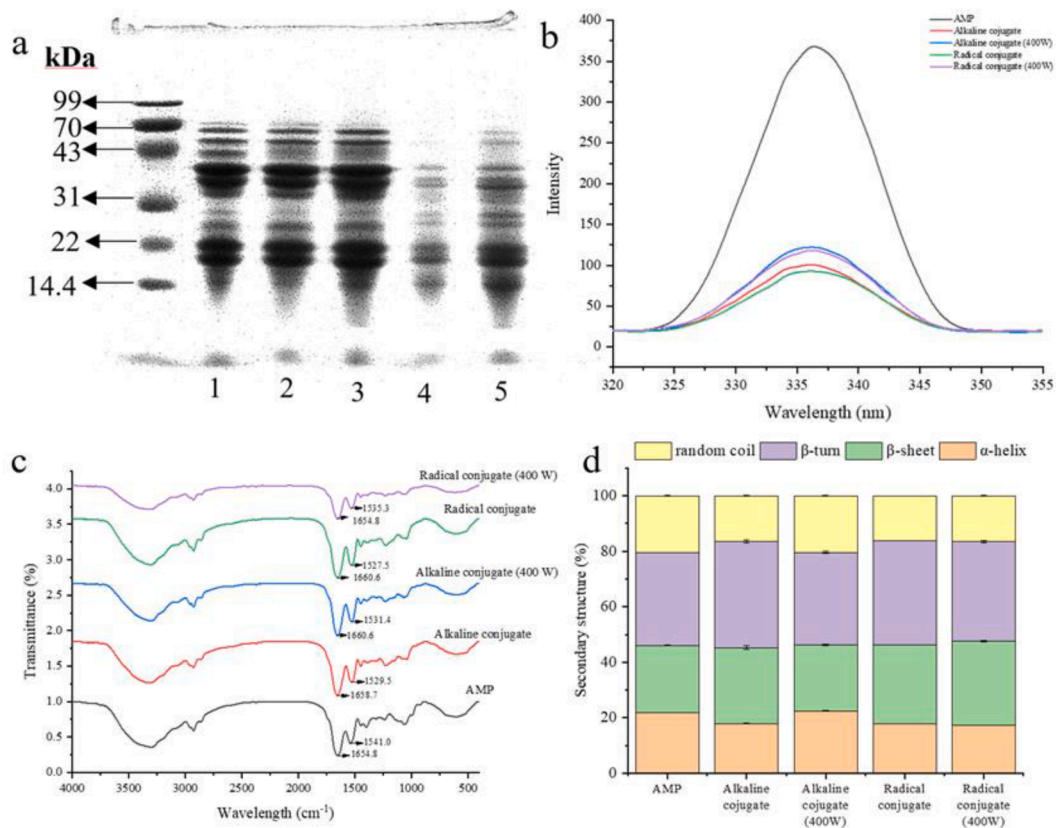 a
kDa
99
70
43
31
22
14.4
1 2 3 4 5
b
AMP
Alkaline cojugate
Alkaline cojugate (400W)
Radical conjugate
Radical conjugate (400W)
400
350
300
250
200
150
100
50
0
Intensity
320 325 330 335 340 345 350 355
Wavelength (nm)
c
Radical conjugate (400 W)
1535.3
1654.8
Radical conjugate
1527.5
1660.6
Alkaline conjugate (400 W)
1531.4
1660.6
Alkaline conjugate
1529.5
1658.7
AMP
1541.0
1654.8
4.0
3.5
3.0
2.5
2.0
1.5
1.0
0.5
0.0
Transmittance (%)
4000 3500 3000 2500 2000 1500 1000 500
Wavelength (cm⁻¹)
d
random coil β-turn β-sheet α-helix
100
80
60
40
20
0
Secondary structure (%)
AMP
Alkaline
cojugate
Alkaline
cojugate
(400W)
Radical
conjugate
Radical
conjugate
(400W)